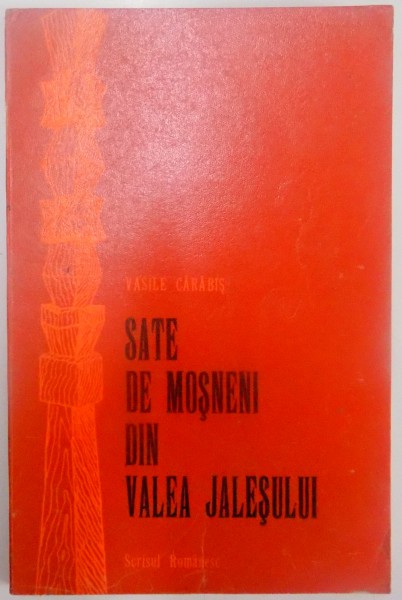 VASILE CĂRĂBIȘ
SATE
DE MOȘNENI
DIN
VALEA JALEȘULUI
Scrisul Românesc